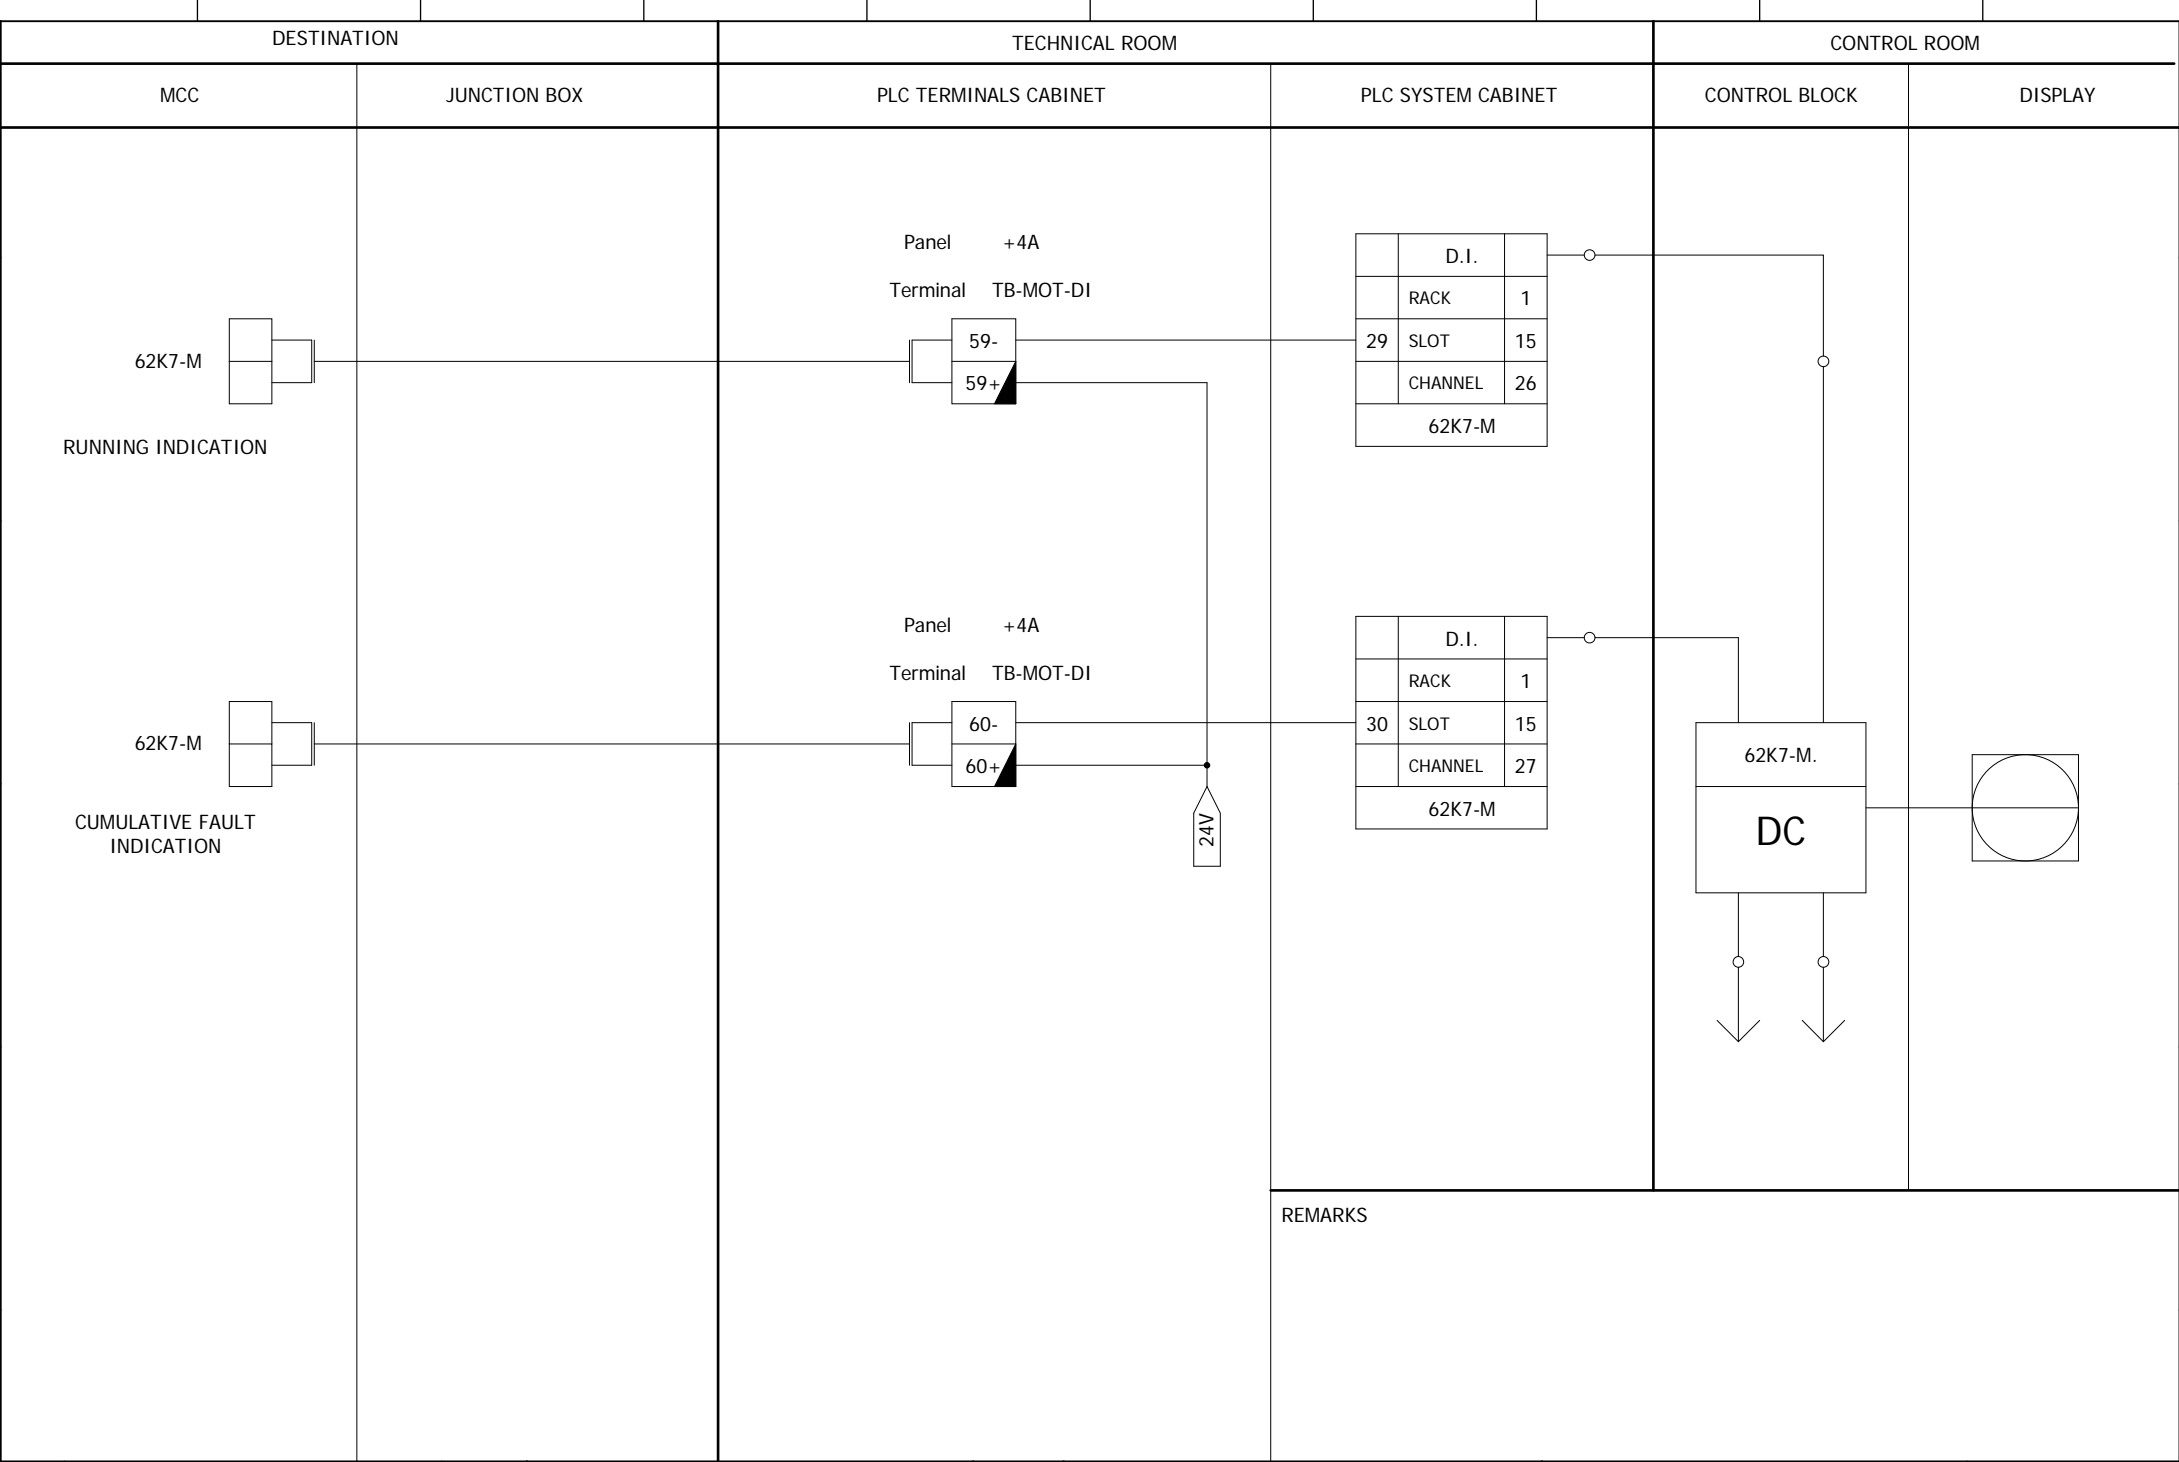 DESTINATION
TECHNICAL ROOM
CONTROL ROOM
MCC
JUNCTION BOX
PLC TERMINALS CABINET
PLC SYSTEM CABINET
CONTROL BLOCK
DISPLAY
Panel +4A
Terminal TB-MOT-DI
62K7-M
RUNNING INDICATION
59-
59+
D.I.
RACK 1
29 SLOT 15
CHANNEL 26
62K7-M
Panel +4A
Terminal TB-MOT-DI
62K7-M
CUMULATIVE FAULT
INDICATION
60-
60+
24V
D.I.
RACK 1
30 SLOT 15
CHANNEL 27
62K7-M
62K7-M.
DC
REMARKS